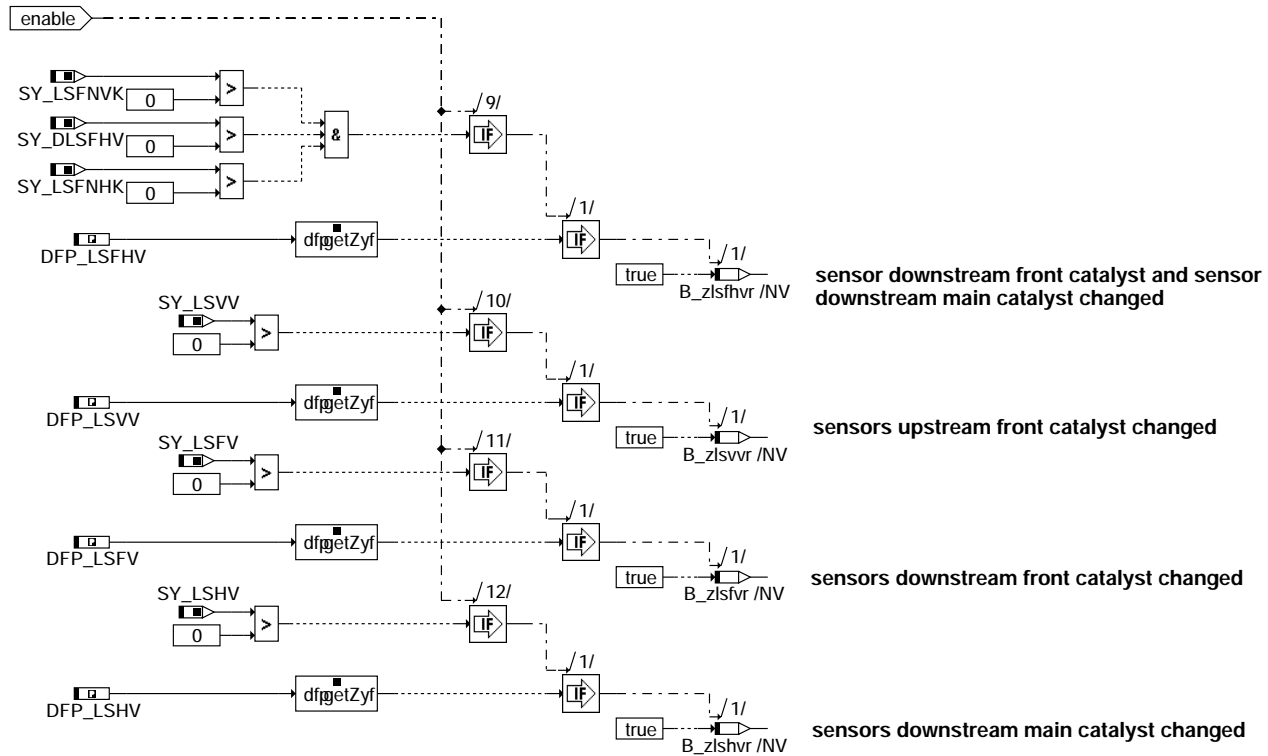 enable
SY_LSFNVK
0
>
SY_DLSFHV
0
>
SY_LSFNHK
0
>
&
/9/
IF
DFP_LSFHV
dfpgetZyf
/1/
IF
/1/
true
B_zlsfhvr /NV
sensor downstream front catalyst and sensor
downstream main catalyst changed
SY_LSVV
0
>
/10/
IF
DFP_LSVV
dfpgetZyf
/1/
IF
/1/
true
B_zlsvvr /NV
sensors upstream front catalyst changed
SY_LSFV
0
>
/11/
IF
DFP_LSFV
dfpgetZyf
/1/
IF
/1/
true
B_zlsfvr /NV
sensors downstream front catalyst changed
SY_LSHV
0
>
/12/
IF
DFP_LSHV
dfpgetZyf
/1/
IF
/1/
true
B_zlshvr /NV
sensors downstream main catalyst changed